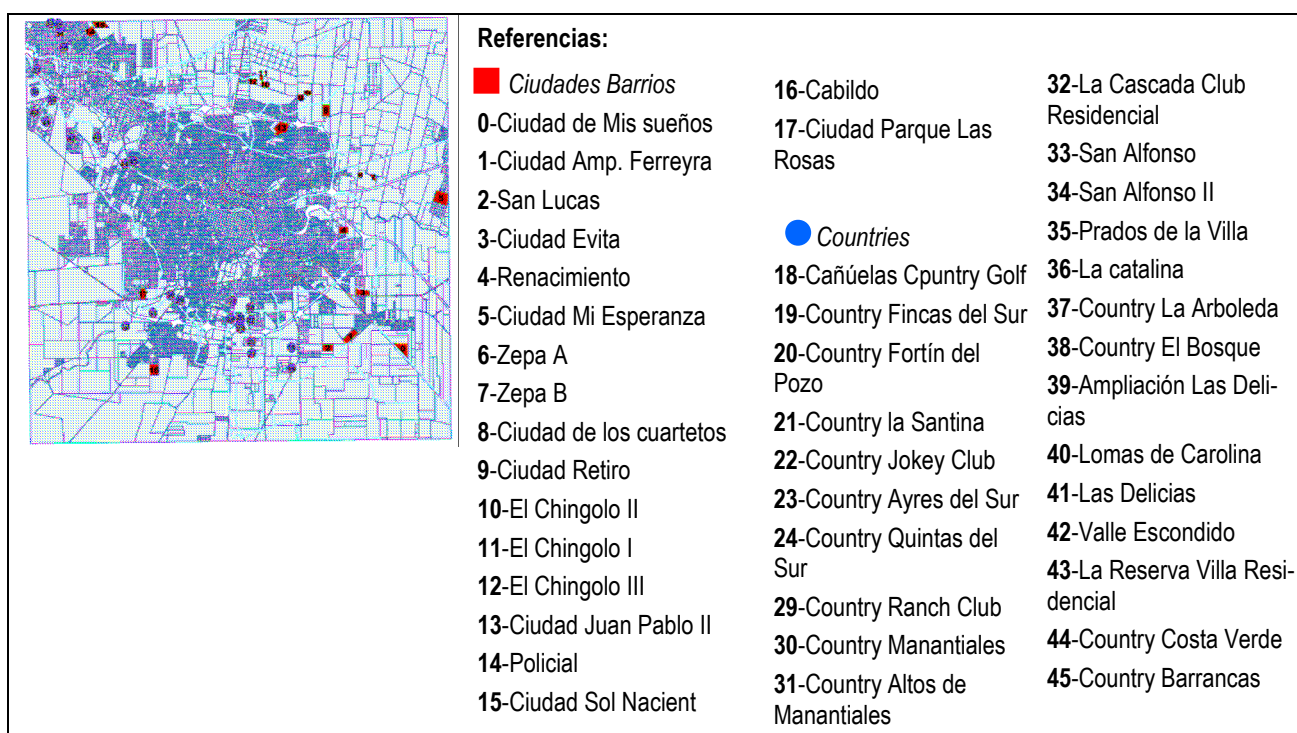 Referencias:
Ciudades Barrios
0-Ciudad de Mis sueños
1-Ciudad Amp. Ferreyra
2-San Lucas
3-Ciudad Evita
4-Renacimiento
5-Ciudad Mi Esperanza
6-Zepa A
7-Zepa B
8-Ciudad de los cuartetos
9-Ciudad Retiro
10-El Chingolo II
11-El Chingolo I
12-El Chingolo III
13-Ciudad Juan Pablo II
14-Policial
15-Ciudad Sol Nacient
16-Cabildo
17-Ciudad Parque Las
Rosas
Countries
18-Cañúelas Cpuntry Golf
19-Country Fincas del Sur
20-Country Fortín del
Pozo
21-Country la Santina
22-Country Jokey Club
23-Country Ayres del Sur
24-Country Quintas del
Sur
29-Country Ranch Club
30-Country Manantiales
31-Country Altos de
Manantiales
32-La Cascada Club
Residencial
33-San Alfonso
34-San Alfonso II
35-Prados de la Villa
36-La catalina
37-Country La Arboleda
38-Country El Bosque
39-Ampliación Las Deli-
cias
40-Lomas de Carolina
41-Las Delicias
42-Valle Escondido
43-La Reserva Villa Resi-
dencial
44-Country Costa Verde
45-Country Barrancas